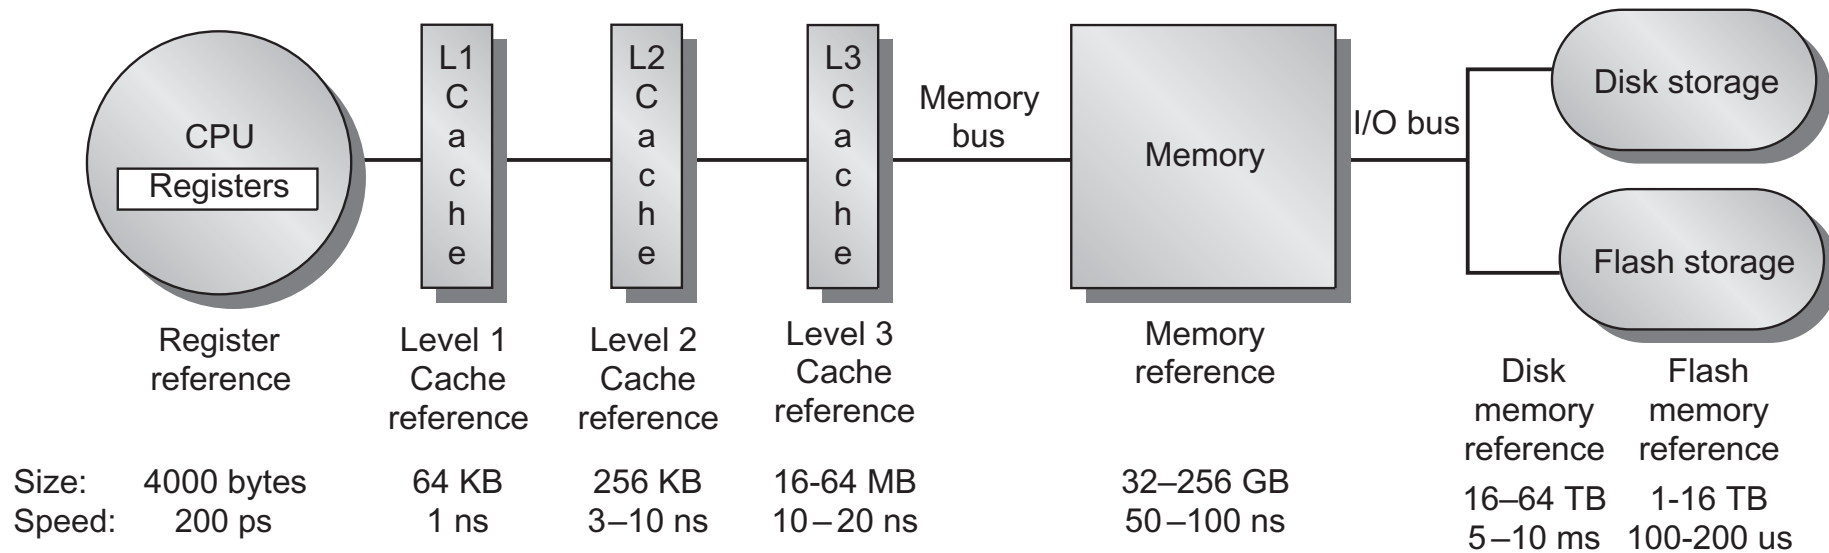 CPU
Registers
L1
C
a
c
h
e
L2
C
a
c
h
e
L3
C
a
c
h
e
Memory
bus
Memory
I/O bus
Disk storage
Flash storage
Register
reference
Level 1
Cache
reference
Level 2
Cache
reference
Level 3
Cache
reference
Memory
reference
Disk
memory
reference
Flash
memory
reference
Size: 4000 bytes 64 KB 256 KB 16-64 MB 32–256 GB 16–64 TB 1-16 TB
Speed: 200 ps 1 ns 3–10 ns 10–20 ns 50–100 ns 5–10 ms 100-200 us